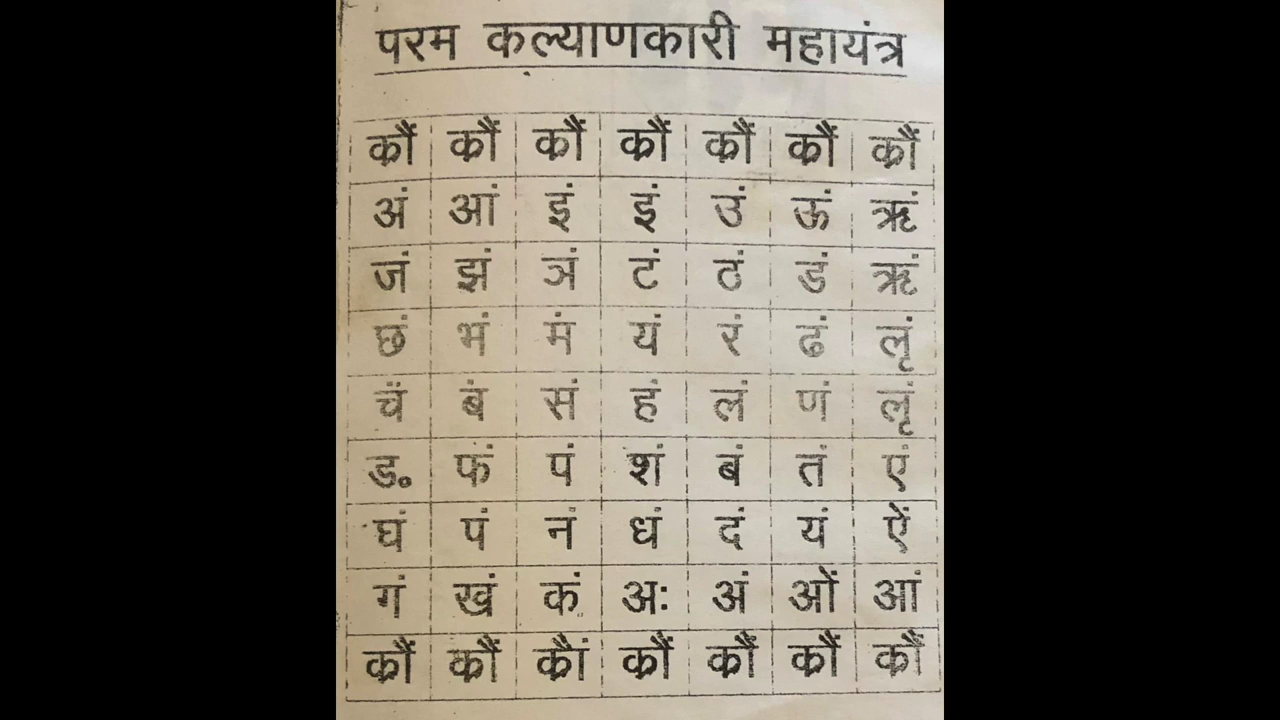 परम कल्याणकारी महायंत्र
क्रौं क्रौं क्रौं क्रौं क्रौं क्रौं क्रौं
अं आं इं इं उं ऊं ऋं
जं झं ञं टं ठं डं ऋं
छं भं मं यं रं ढं लृं
चं बं सं हं लं णं लृं
ड॰ फं पं शं बं तं एं
घं पं नं धं दं यं ऐं
गं खं कं अः अं ओं आं
क्रौं क्रौं क्रौं क्रौं क्रौं क्रौं क्रौं